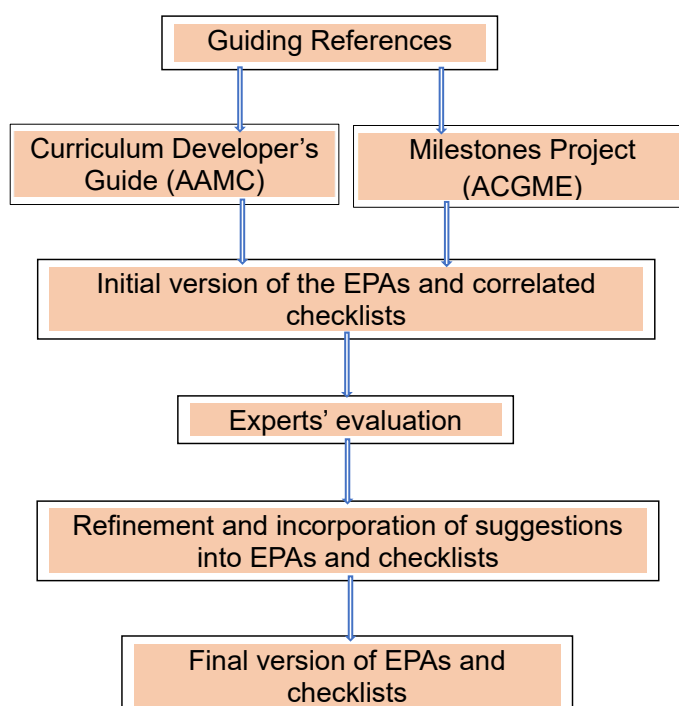 Guiding References
Curriculum Developer’s
Guide (AAMC)
Milestones Project
(ACGME)
Initial version of the EPAs and correlated
checklists
Experts’ evaluation
Refinement and incorporation of suggestions
into EPAs and checklists
Final version of EPAs and
checklists